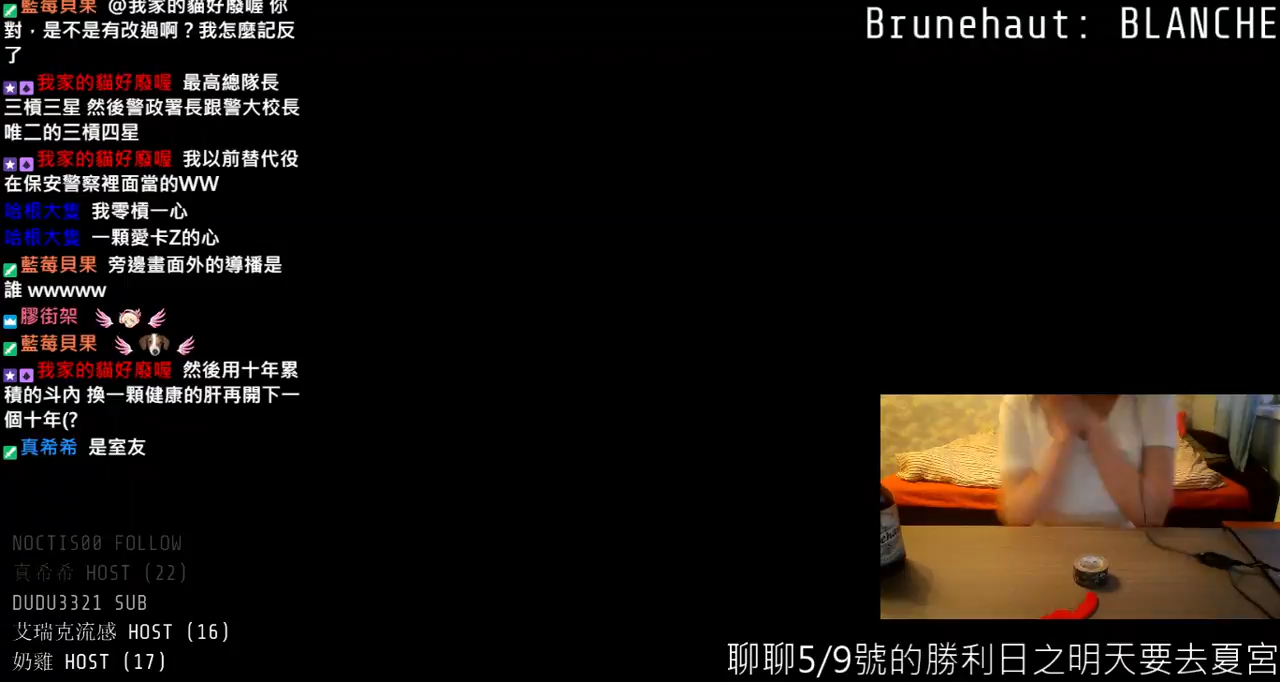 藍莓貝果 @我家的貓好廢喔 你
對，是不是有改過啊？我怎麼記反
了
我家的貓好廢喔 最高總隊長
三槓三星 然後警政署長跟警大校長
唯二的三槓四星
我家的貓好廢喔 我以前替代役
在保安警察裡面當的WW
哈根大隻 我零槓一心
哈根大隻 一顆愛卡Z的心
藍莓貝果 旁邊畫面外的導播是
誰 wwwww
膠街架
藍莓貝果
我家的貓好廢喔 然後用十年累
積的斗內 換一顆健康的肝再開下一
個十年(?
真希希 是室友
NOCTIS00 FOLLOW
真希希 HOST (22)
DUDU3321 SUB
艾瑞克流感 HOST (16)
奶雞 HOST (17)
Brunehaut: BLANCHE
聊聊5/9號的勝利日之明天要去夏宮